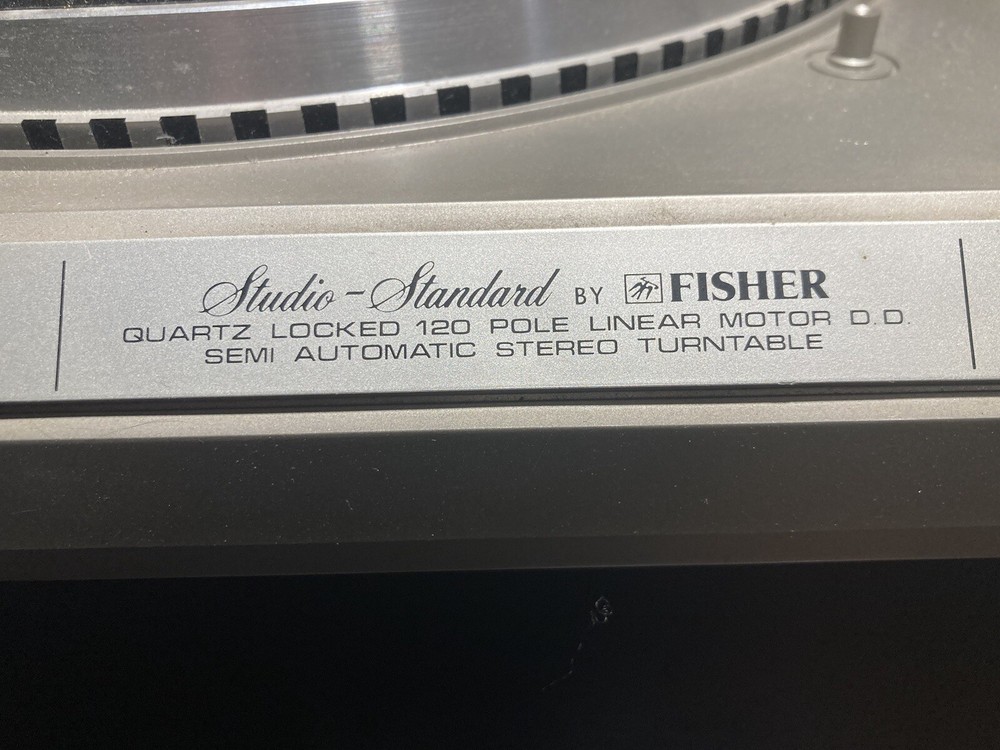 Studio-Standard BY FISHER
QUARTZ LOCKED 120 POLE LINEAR MOTOR D.D.
SEMI AUTOMATIC STEREO TURNTABLE